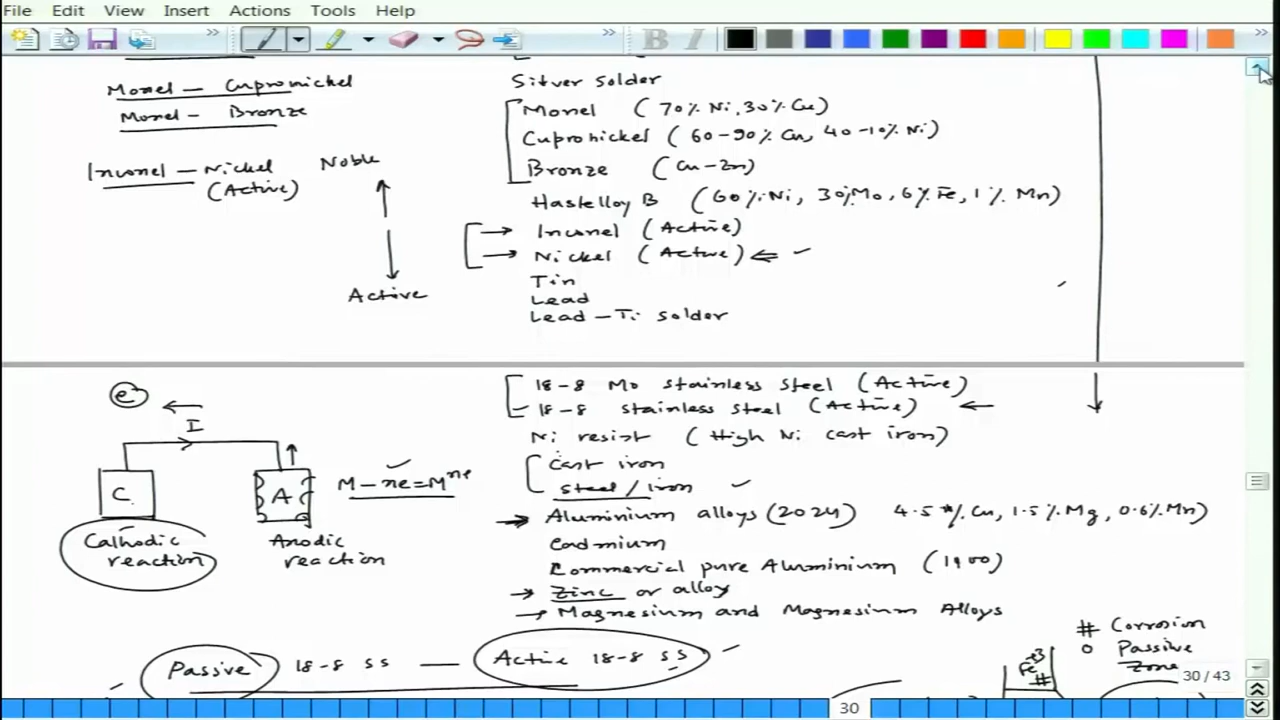 File Edit View Insert Actions Tools Help
Monel - Cupronickel
Monel - Bronze
Inconel - Nickel
(Active)
Noble
Active
Silver solder
Monel (70% Ni, 30% Cu)
Cupronickel (60-90% Cu, 40-10% Ni)
Bronze (Cu-Zn)
Hastelloy B (60% Ni, 30% Mo, 6% Fe, 1% Mn)
Inconel (Active)
Nickel (Active)
Tin
Lead
Lead - Ti solder
e
I
C
A
M - ne = M^ne
Cathodic
reaction
Anodic
reaction
18-8 Mo stainless steel (Active)
18-8 stainless steel (Active)
Ni resist (High Ni cast iron)
Cast iron
Steel/iron
Aluminium alloys (2024) 4.5% Cu, 1.5% Mg, 0.6% Mn)
Cadmium
Commercial pure Aluminium (1900)
Zinc or alloy
Magnesium and Magnesium Alloys
Passive 18-8 SS — Active 18-8 SS
Fe+3
#
# Corrosion
o Passive
Zone
30 / 43
30